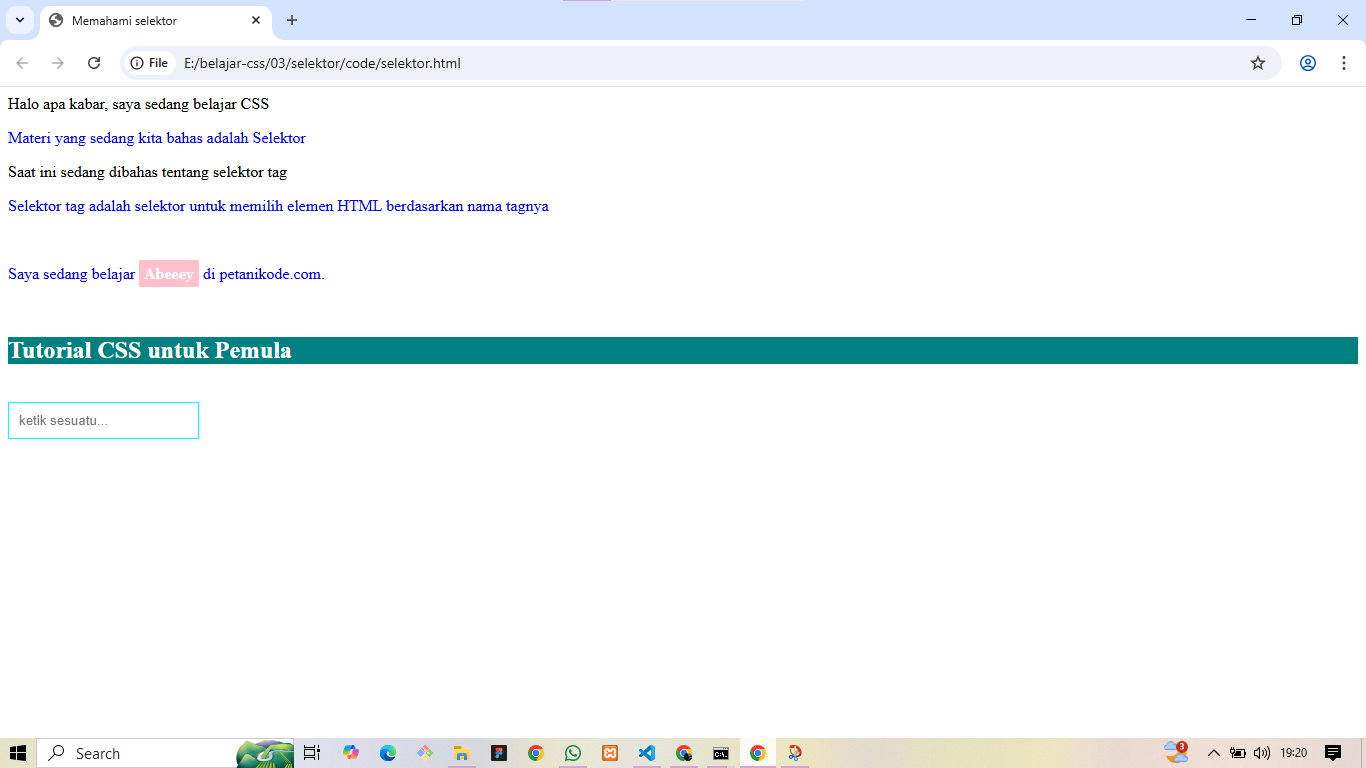 Memahami selektor
File
E:/belajar-css/03/selektor/code/selektor.html
Halo apa kabar, saya sedang belajar CSS
Materi yang sedang kita bahas adalah Selektor
Saat ini sedang dibahas tentang selektor tag
Selektor tag adalah selektor untuk memilih elemen HTML berdasarkan nama tagnya
Saya sedang belajar Abeeey di petanikode.com.
Tutorial CSS untuk Pemula
ketik sesuatu...
Search
3
19:20